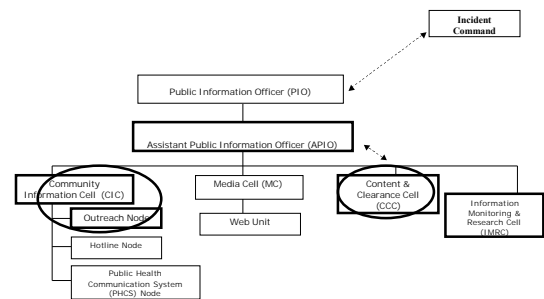 Incident
Command
Public Information Officer (PIO)
Assistant Public Information Officer (APIO)
Community
Information Cell (CIC)
Outreach Node
Hotline Node
Public Health
Communication System
(PHCS) Node
Media Cell (MC)
Web Unit
Content &
Clearance Cell
(CCC)
Information
Monitoring &
Research Cell
(IMRC)